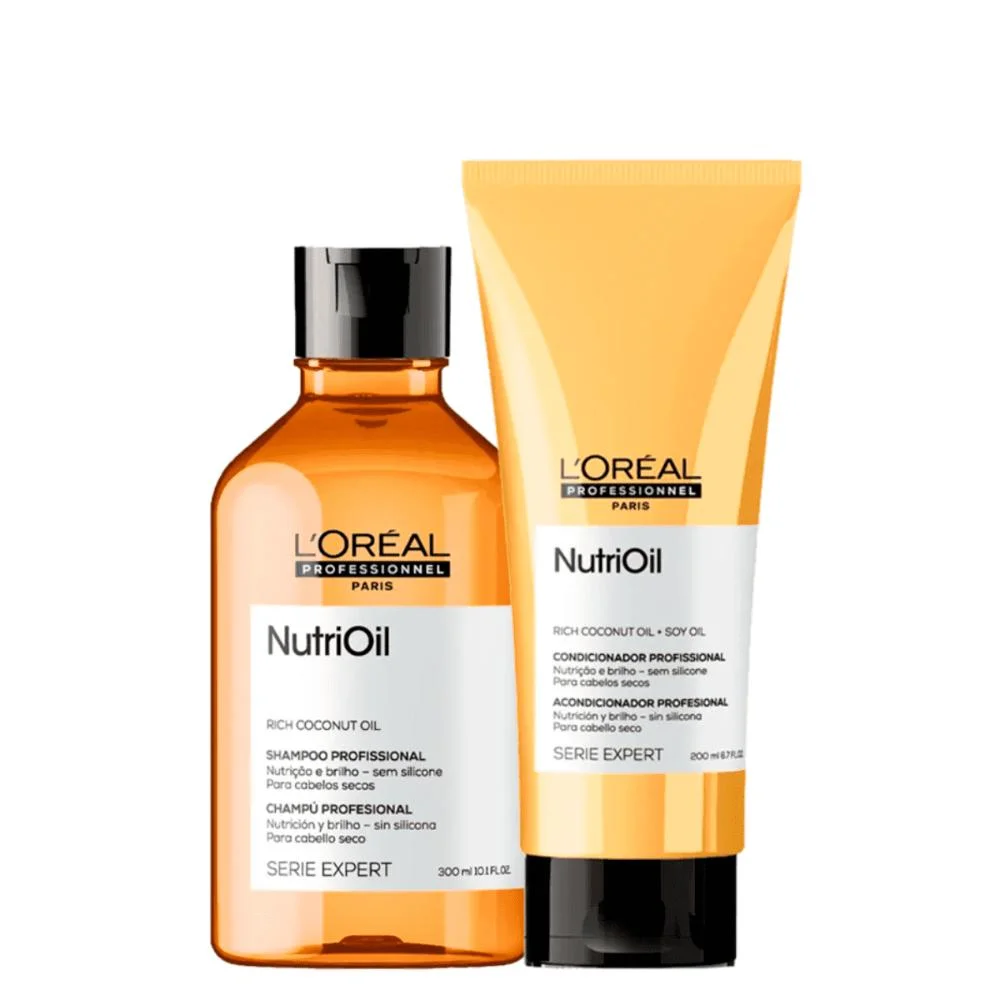 L'ORÉAL
PROFESSIONNEL
PARIS
NutriOil
RICH COCONUT OIL
SHAMPOO PROFISSIONAL
Nutrição e brilho – sem silicone
Para cabelos secos
CHAMPÚ PROFESIONAL
Nutrición y brilho – sin silicona
Para cabello seco
SERIE EXPERT 300 ml 10.1 FL.OZ.
L'ORÉAL
PROFESSIONNEL
PARIS
NutriOil
RICH COCONUT OIL • SOY OIL
CONDICIONADOR PROFISSIONAL
Nutrição e brilho – sem silicone
Para cabelos secos
ACONDICIONADOR PROFESIONAL
Nutrición y brilho – sin silicona
Para cabello seco
SERIE EXPERT 200 ml 6.7 FL.OZ.